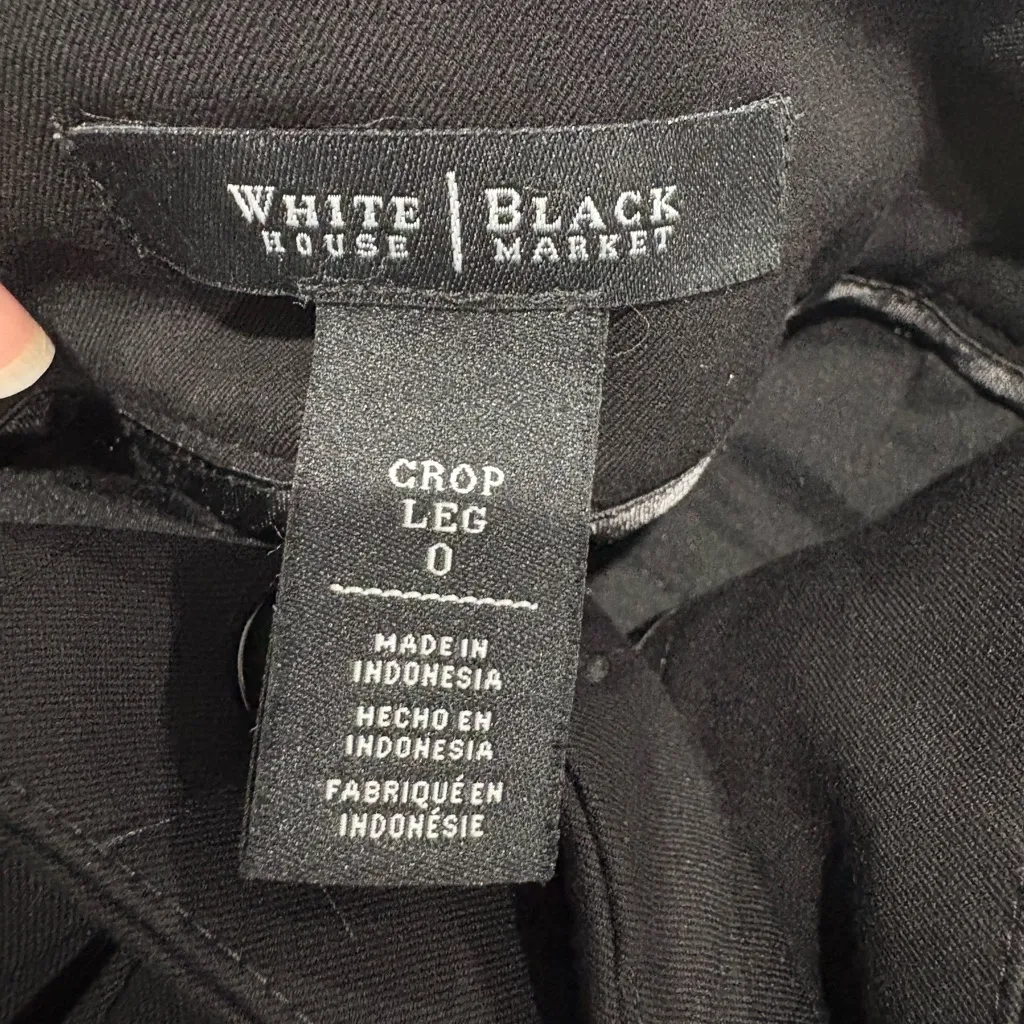 WHITE | BLACK
HOUSE MARKET
CROP
LEG
0
MADE IN
INDONESIA
HECHO EN
INDONESIA
FABRIQUÉ EN
INDONÉSIE